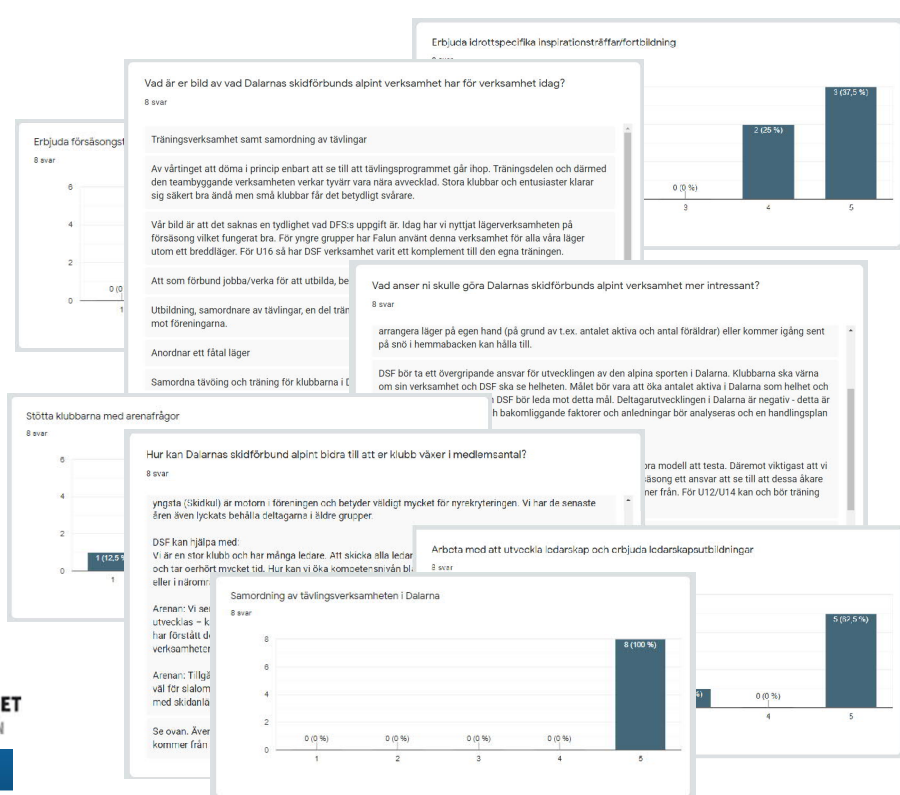 Erbjuda idrottspecifika inspirationsträffar/fortbildning
0 (0 %)
2 (25 %)
3 (37,5 %)
3
4
5
Vad är er bild av vad Dalarnas skidförbunds alpint verksamhet har för verksamhet idag?
8 svar
Träningsverksamhet samt samordning av tävlingar
Av vårtinget att döma i princip enbart att se till att tävlingsprogrammet går ihop. Träningsdelen och därmed
den teambyggande verksamheten verkar tyvärr vara nära avvecklad. Stora klubbar och entusiaster klarar
sig säkert bra ändå men små klubbar får det betydligt svårare.
Vår bild är att det saknas en tydlighet vad DFS:s uppgift är. Idag har vi nyttjat lägerverksamheten på
försäsong vilket fungerat bra. För yngre grupper har Falun använt denna verksamhet för alla våra läger
utom ett breddläger. För U16 så har DSF verksamhet varit ett komplement till den egna träningen.
Att som förbund jobba/verka för att utbilda, be
Utbildning, samordnare av tävlingar, en del trän
mot föreningarna.
Anordnar ett fåtal läger
Samordna tävöing och träning för klubbarna i D
Erbjuda försäsongst
8 svar
6
4
2
0
0 (0
1
Vad anser ni skulle göra Dalarnas skidförbunds alpint verksamhet mer intressant?
8 svar
arrangera läger på egen hand (på grund av t.ex. antalet aktiva och antal föräldrar) eller kommer igång sent
på snö i hemmabacken kan hålla till.
DSF bör ta ett övergripande ansvar för utvecklingen av den alpina sporten i Dalarna. Klubbarna ska värna
om sin verksamhet och DSF ska se helheten. Målet bör vara att öka antalet aktiva i Dalarna som helhet och
DSF bör leda mot detta mål. Deltagarutvecklingen i Dalarna är negativ - detta är
h bakomliggande faktorer och anledningar bör analyseras och en handlingsplan
ora modell att testa. Däremot viktigast att vi
säsong ett ansvar att se till att dessa åkare
ner från. För U12/U14 kan och bör träning
Stötta klubbarna med arenafrågor
8 svar
6
4
2
0
1 (12,5 %
1
Hur kan Dalarnas skidförbund alpint bidra till att er klubb växer i medlemsantal?
8 svar
yngsta (Skidkul) är motorn i föreningen och betyder väldigt mycket för nyrekryteringen. Vi har de senaste
åren även lyckats behålla deltagarna i äldre grupper.
DSF kan hjälpa med:
Vi är en stor klubb och har många ledare. Att skicka alla ledar
och tar oerhört mycket tid. Hur kan vi öka kompetensnivån bl
eller i närområ
Arenan: Vi se
utvecklas – k
har förstått de
verksamheter
Arenan: Tillgå
väl för slalom
med skidanlä
Se ovan. Även
kommer från
Arbeta med att utveckla ledarskap och erbjuda ledarskapsutbildningar
8 svar
%)
0 (0 %)
5 (62,5 %)
4
5
Samordning av tävlingsverksamheten i Dalarna
8 svar
8
6
4
2
0
0 (0 %)
0 (0 %)
0 (0 %)
0 (0 %)
8 (100 %)
1
2
3
4
5
ET